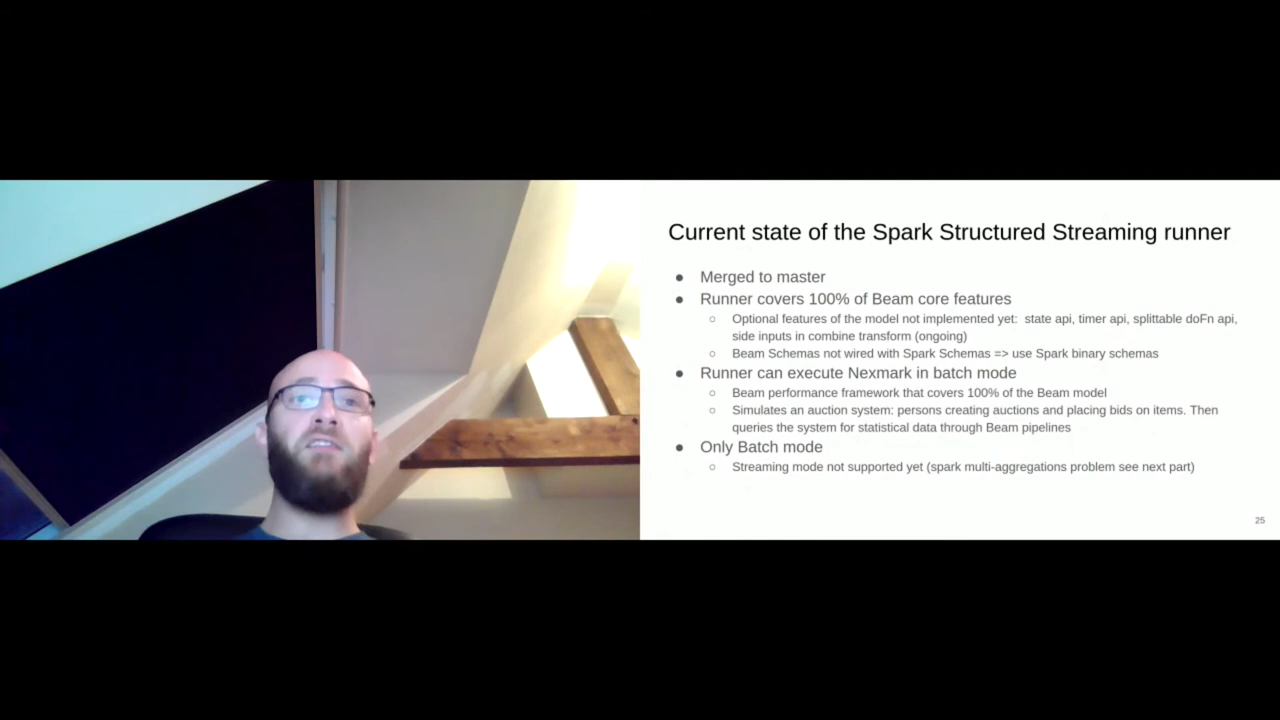 Current state of the Spark Structured Streaming runner
● Merged to master
● Runner covers 100% of Beam core features
○ Optional features of the model not implemented yet:  state api, timer api, splittable doFn api,
side inputs in combine transform (ongoing)
○ Beam Schemas not wired with Spark Schemas => use Spark binary schemas
● Runner can execute Nexmark in batch mode
○ Beam performance framework that covers 100% of the Beam model
○ Simulates an auction system: persons creating auctions and placing bids on items. Then
queries the system for statistical data through Beam pipelines
● Only Batch mode
○ Streaming mode not supported yet (spark multi-aggregations problem see next part)
25